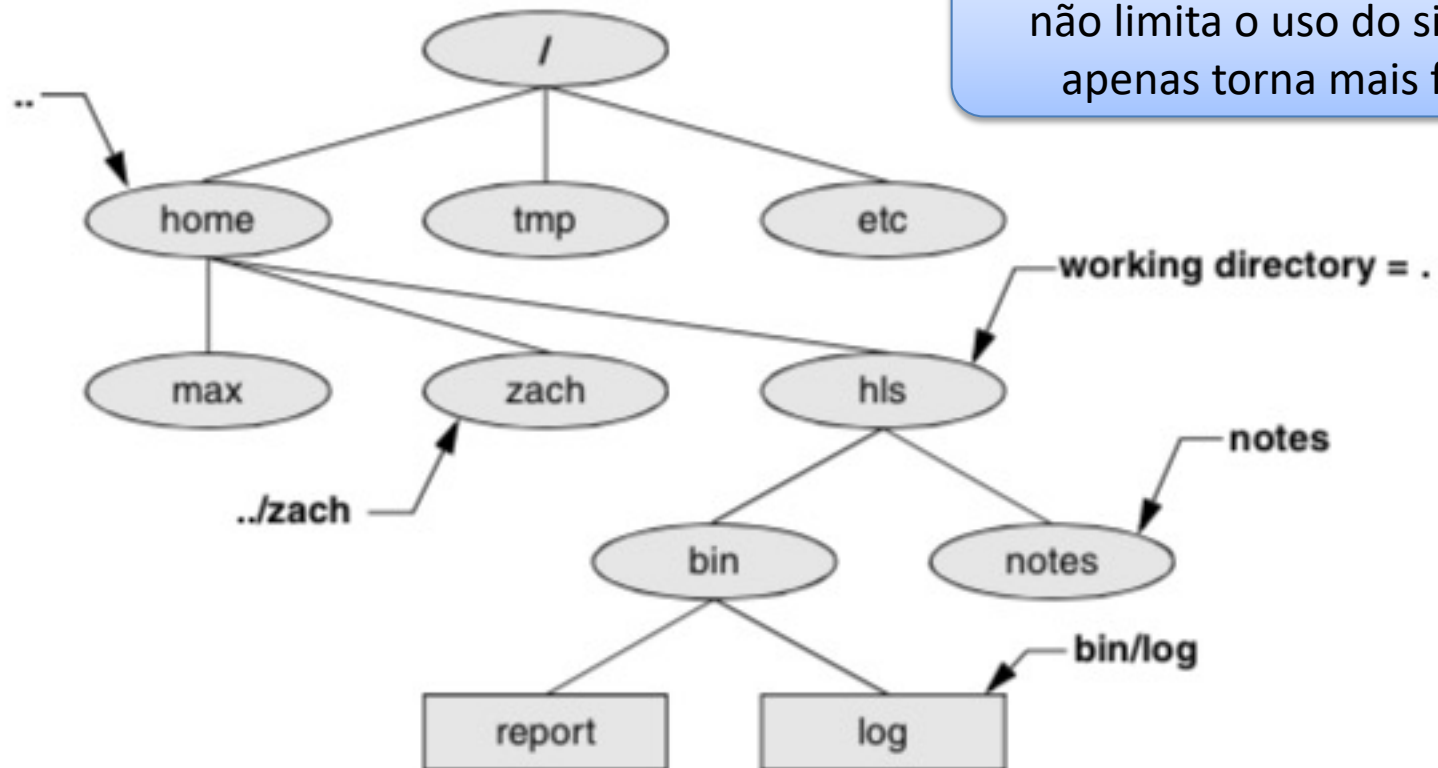 não limita o uso do
apenas torna mais
/
..
home
tmp
etc
working directory = .
max
zach
hls
notes
../zach
bin
notes
bin/log
report
log